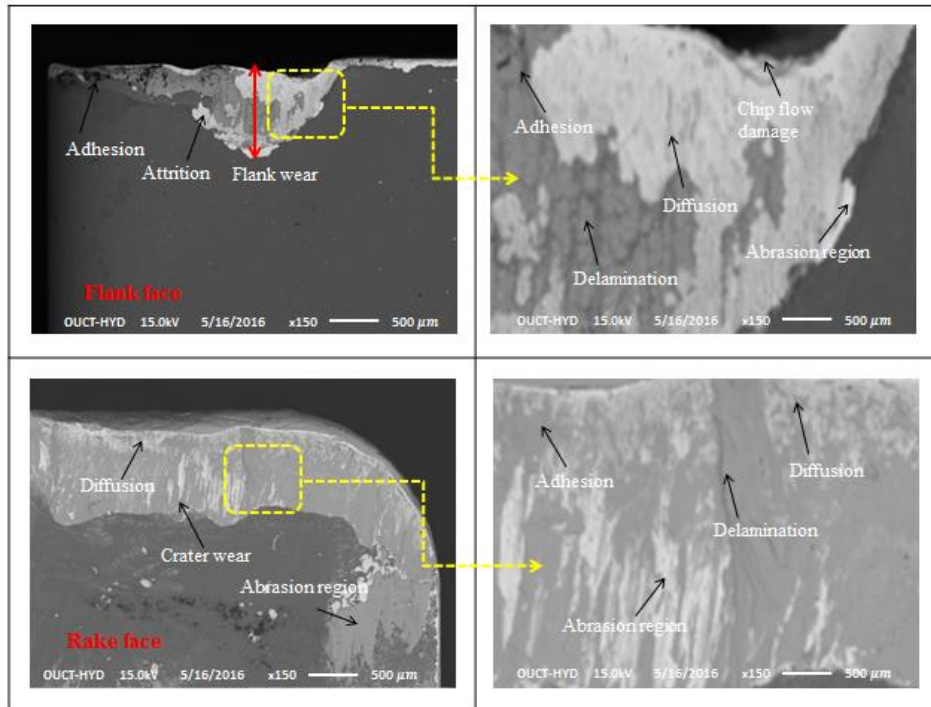 Adhesion
Attrition
Flank wear
Flank face
OUCT-HYD 15.0kV 5/16/2016 x150 500 μm
Chip flow
damage
Adhesion
Diffusion
Abrasion region
Delamination
OUCT-HYD 15.0kV 5/16/2016 x150 500 μm
Diffusion
Crater wear
Abrasion region
Rake face
OUCT-HYD 15.0kV 5/16/2016 x150 500 μm
Adhesion
Diffusion
Delamination
Abrasion region
OUCT-HYD 15.0kV 5/16/2016 x150 500 μm